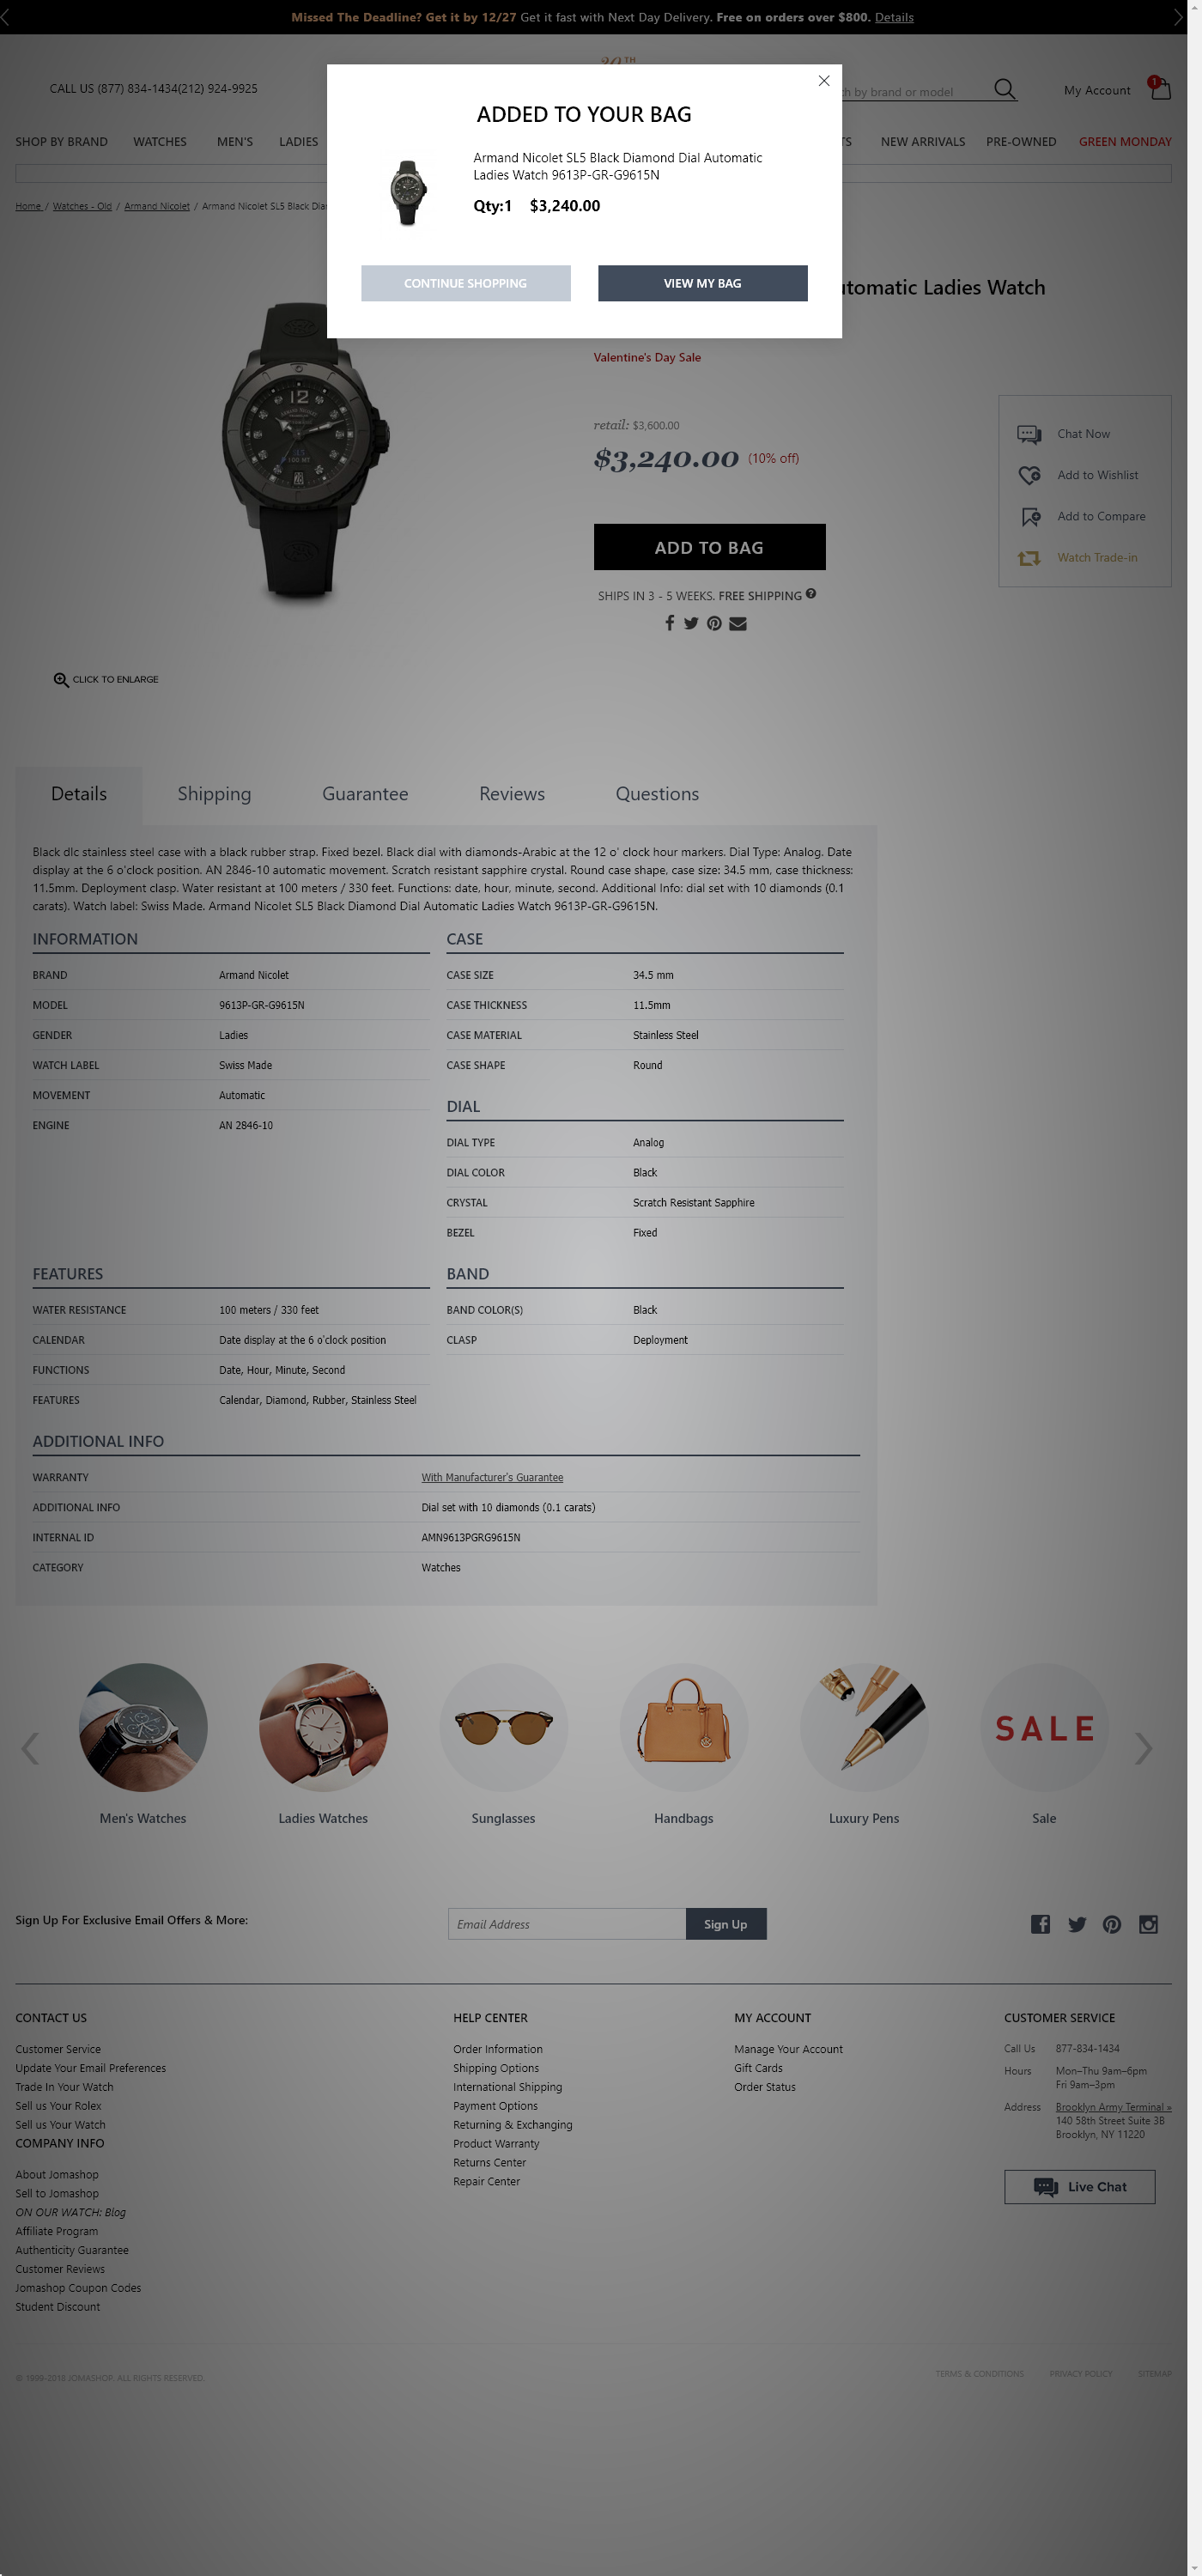 Missed The Deadline? Get it by 12/27 Get it fast with Next Day Delivery. Free on orders over $800. Details
TH
CALL US (877) 834-1434(212) 924-9925
by brand or model
My Account
1
SHOP BY BRAND WATCHES MEN'S LADIES
NEW ARRIVALS PRE-OWNED GREEN MONDAY
Home / Watches - Old / Armand Nicolet / Armand Nicolet SL5 Black
ADDED TO YOUR BAG
Armand Nicolet SL5 Black Diamond Dial Automatic
Ladies Watch 9613P-GR-G9615N
Qty:1 $3,240.00
CONTINUE SHOPPING
VIEW MY BAG
Ladies Watch
Valentine's Day Sale
retail: $3,600.00
$3,240.00 (10% off)
ADD TO BAG
SHIPS IN 3 - 5 WEEKS. FREE SHIPPING ?
Chat Now
Add to Wishlist
Add to Compare
Watch Trade-in
12
SL5
CLICK TO ENLARGE
Details Shipping Guarantee Reviews Questions
Black dlc stainless steel case with a black rubber strap. Fixed bezel. Black dial with diamonds-Arabic at the 12 o' clock hour markers. Dial Type: Analog. Date
display at the 6 o'clock position. AN 2846-10 automatic movement. Scratch resistant sapphire crystal. Round case shape, case size: 34.5 mm, case thickness:
11.5mm. Deployment clasp. Water resistant at 100 meters / 330 feet. Functions: date, hour, minute, second. Additional Info: dial set with 10 diamonds (0.1
carats). Watch label: Swiss Made. Armand Nicolet SL5 Black Diamond Dial Automatic Ladies Watch 9613P-GR-G9615N.
INFORMATION
BRAND Armand Nicolet
MODEL 9613P-GR-G9615N
GENDER Ladies
WATCH LABEL Swiss Made
MOVEMENT Automatic
ENGINE AN 2846-10
CASE
CASE SIZE 34.5 mm
CASE THICKNESS 11.5mm
CASE MATERIAL Stainless Steel
CASE SHAPE Round
DIAL
DIAL TYPE Analog
DIAL COLOR Black
CRYSTAL Scratch Resistant Sapphire
BEZEL Fixed
FEATURES
WATER RESISTANCE 100 meters / 330 feet
CALENDAR Date display at the 6 o'clock position
FUNCTIONS Date, Hour, Minute, Second
FEATURES Calendar, Diamond, Rubber, Stainless Steel
BAND
BAND COLOR(S) Black
CLASP Deployment
ADDITIONAL INFO
WARRANTY With Manufacturer's Guarantee
ADDITIONAL INFO Dial set with 10 diamonds (0.1 carats)
INTERNAL ID AMN9613PGRG9615N
CATEGORY Watches
SALE
Men's Watches Ladies Watches Sunglasses Handbags Luxury Pens Sale
Sign Up For Exclusive Email Offers & More:
Email Address
Sign Up
CONTACT US
Customer Service
Update Your Email Preferences
Trade In Your Watch
Sell us Your Rolex
Sell us Your Watch
COMPANY INFO
About Jomashop
Sell to Jomashop
ON OUR WATCH: Blog
Affiliate Program
Authenticity Guarantee
Customer Reviews
Jomashop Coupon Codes
Student Discount
HELP CENTER
Order Information
Shipping Options
International Shipping
Payment Options
Returning & Exchanging
Product Warranty
Returns Center
Repair Center
MY ACCOUNT
Manage Your Account
Gift Cards
Order Status
CUSTOMER SERVICE
Call Us 877-834-1434
Hours Mon–Thu 9am–6pm
Fri 9am–3pm
Address Brooklyn Army Terminal »
140 58th Street Suite 3B
Brooklyn, NY 11220
Live Chat
© 1999-2018 JOMASHOP. ALL RIGHTS RESERVED.
TERMS & CONDITIONS PRIVACY POLICY SITEMAP